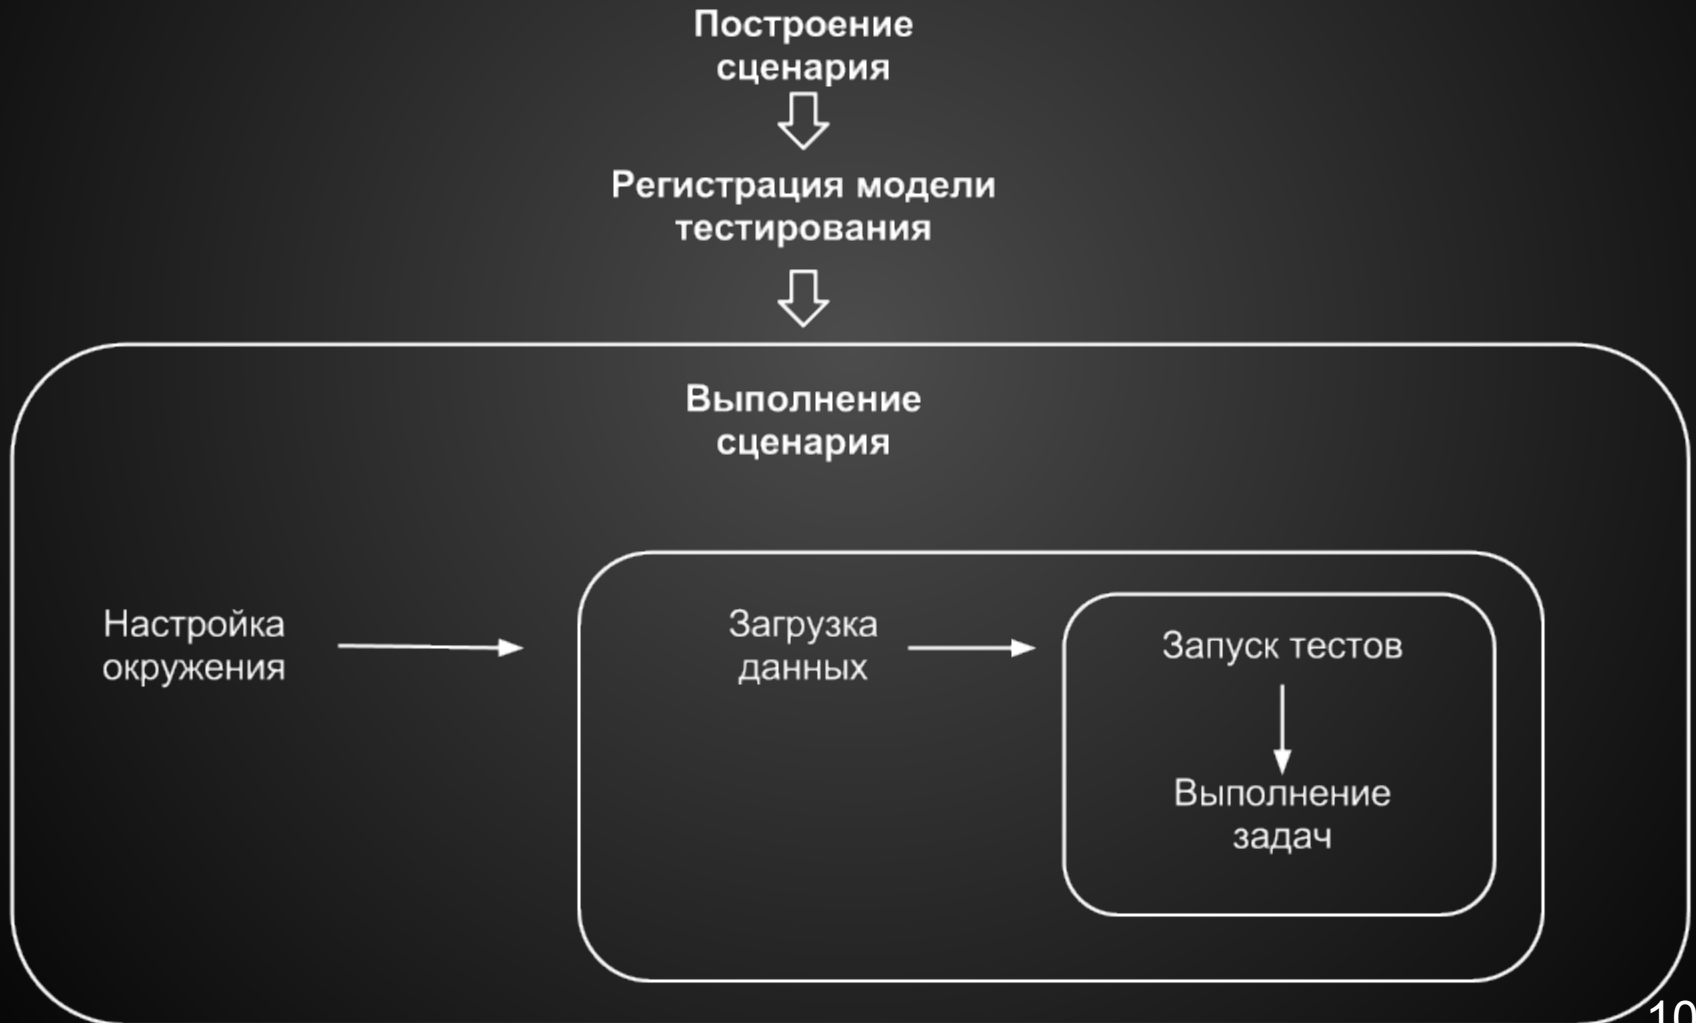 Построение
сценария
Регистрация модели
тестирования
Выполнение
сценария
Настройка
окружения
Загрузка
данных
Запуск тестов
Выполнение
задач
10